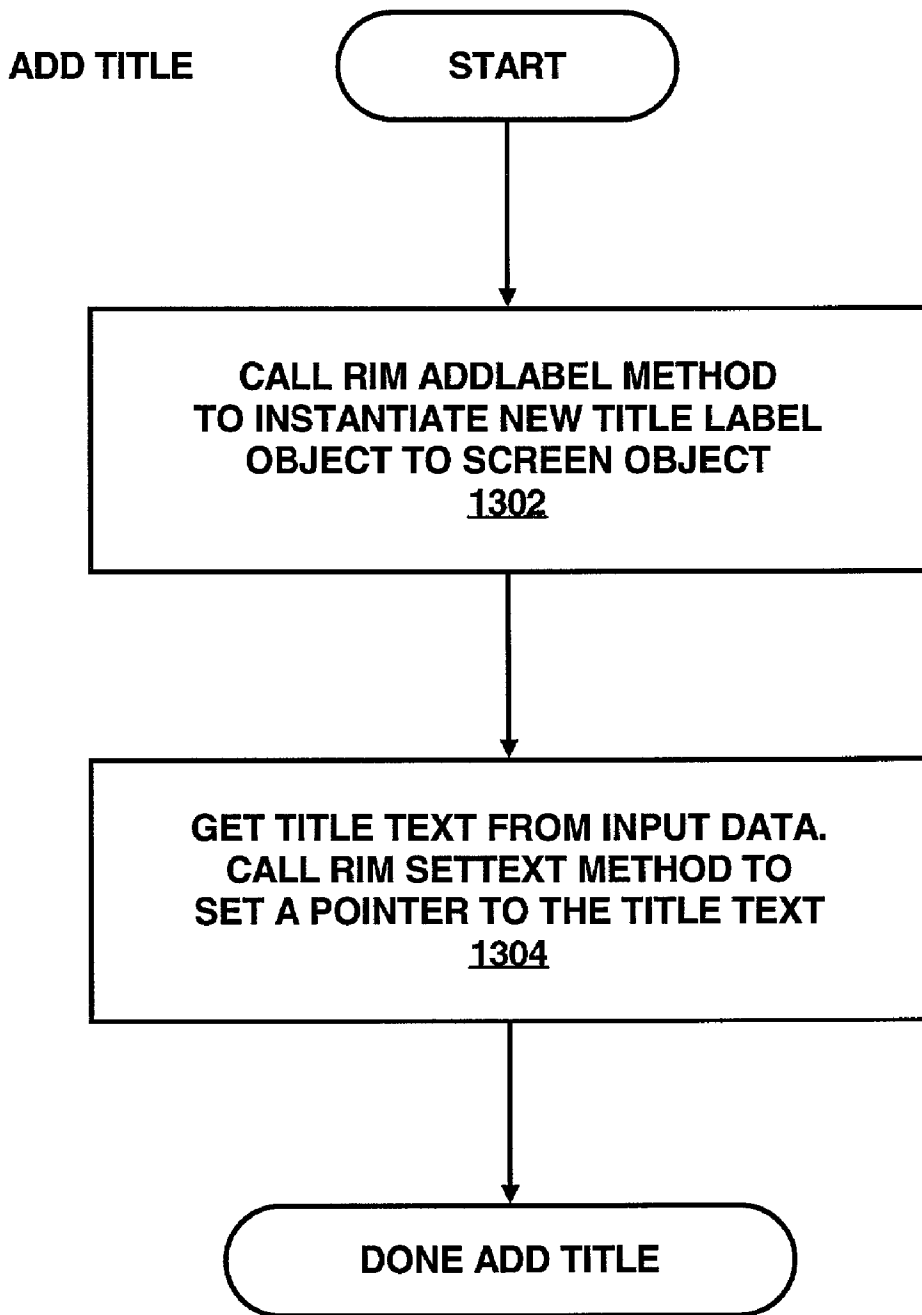 ADD TITLE
START
CALL RIM ADDLABEL METHOD
TO INSTANTIATE NEW TITLE LABEL
OBJECT TO SCREEN OBJECT
1302
GET TITLE TEXT FROM INPUT DATA.
CALL RIM SETTEXT METHOD TO
SET A POINTER TO THE TITLE TEXT
1304
DONE ADD TITLE